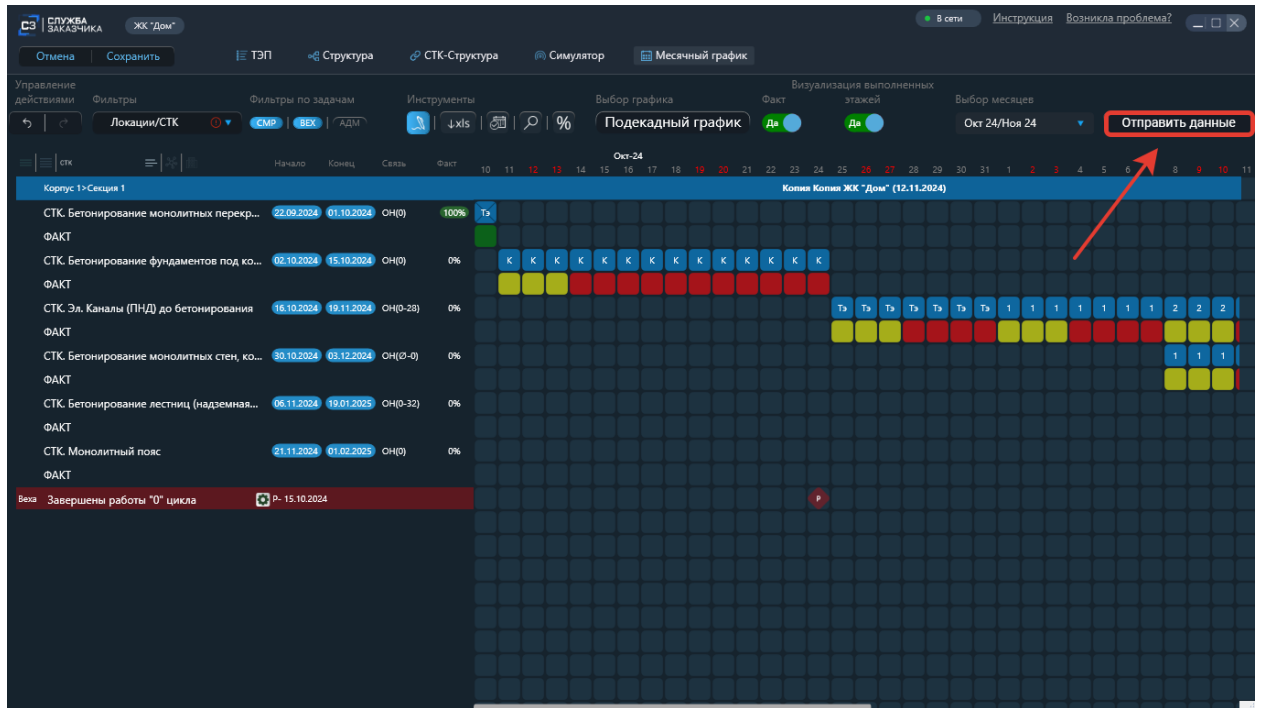 СЗ СЛУЖБА ЗАКАЗЧИКА ЖК "Дом" В сети Инструкция Возникла проблема?
Отмена Сохранить ТЭП Структура СТК-Структура Симулятор Месячный график
Управление действиями Фильтры Фильтры по задачам Инструменты Выбор графика Факт Визуализация выполненных этажей Выбор месяцев
Локации/СТК СМР ВЕХ АДМ ↓xls % Подекадный график Да Да Окт 24/Ноя 24 Отправить данные
СТК Начало Конец Связь Факт Окт-24
10 11 12 13 14 15 16 17 18 19 20 21 22 23 24 25 26 27 28 29 30 31 1 2 3 4 5 6 8 9 10 11
Корпус 1>Секция 1 Копия Копия ЖК "Дом" (12.11.2024)
СТК. Бетонирование монолитных перекр... 22.09.2024 01.10.2024 ОН(0) 100% Тэ
ФАКТ
СТК. Бетонирование фундаментов под ко... 02.10.2024 15.10.2024 ОН(0) 0% К К К К К К К К К К К К К К
ФАКТ
СТК. Эл. Каналы (ПНД) до бетонирования 16.10.2024 19.11.2024 ОН(0-28) 0% Тэ Тэ Тэ Тэ Тэ Тэ Тэ 1 1 1 1 1 1 1 2 2 2
ФАКТ
СТК. Бетонирование монолитных стен, ко... 30.10.2024 03.12.2024 ОН(Ø-0) 0% 1 1 1
ФАКТ
СТК. Бетонирование лестниц (надземная... 06.11.2024 19.01.2025 ОН(0-32) 0%
ФАКТ
СТК. Монолитный пояс 21.11.2024 01.02.2025 ОН(0) 0%
ФАКТ
Веха Завершены работы "0" цикла Р- 15.10.2024 Р